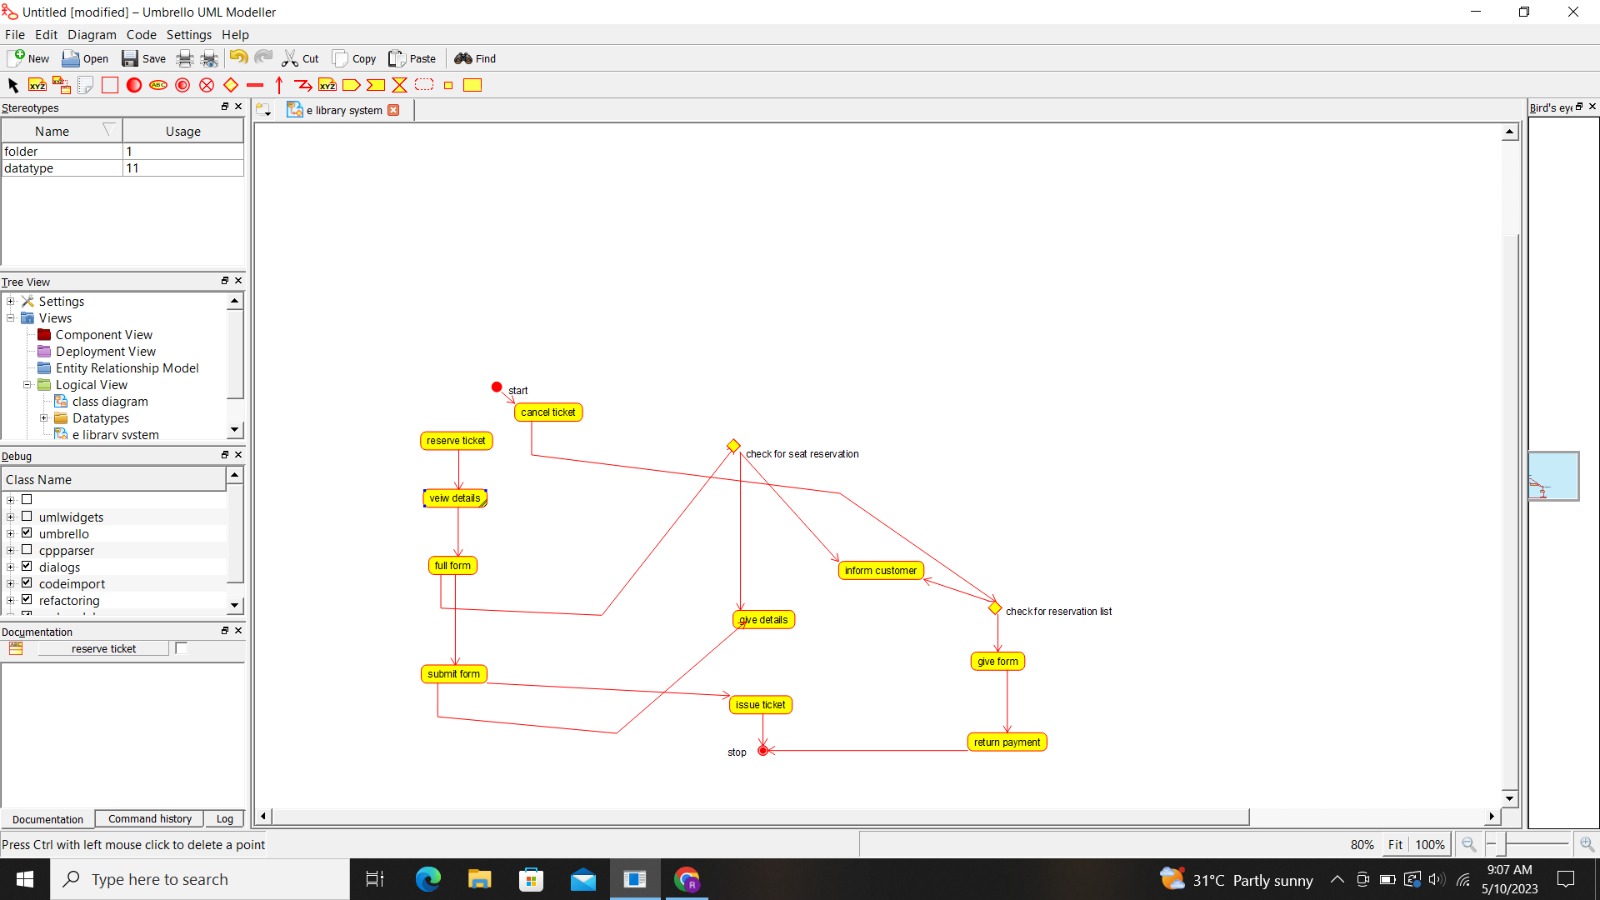 Untitled [modified] – Umbrello UML Modeller
File Edit Diagram Code Settings Help
New Open Save Cut Copy Paste Find
XYZ ABC XYZ
Stereotypes
Name Usage
folder 1
datatype 11
Tree View
Settings
Views
Component View
Deployment View
Entity Relationship Model
Logical View
class diagram
Datatypes
e library system
Debug
Class Name
umlwidgets
umbrello
cppparser
dialogs
codeimport
refactoring
Documentation
reserve ticket
Documentation Command history Log
Press Ctrl with left mouse click to delete a point
e library system
start
cancel ticket
reserve ticket
check for seat reservation
veiw details
full form
inform customer
check for reservation list
give details
give form
submit form
issue ticket
return payment
stop
Bird's eye
80% Fit 100%
Type here to search
R
31°C Partly sunny
9:07 AM
5/10/2023